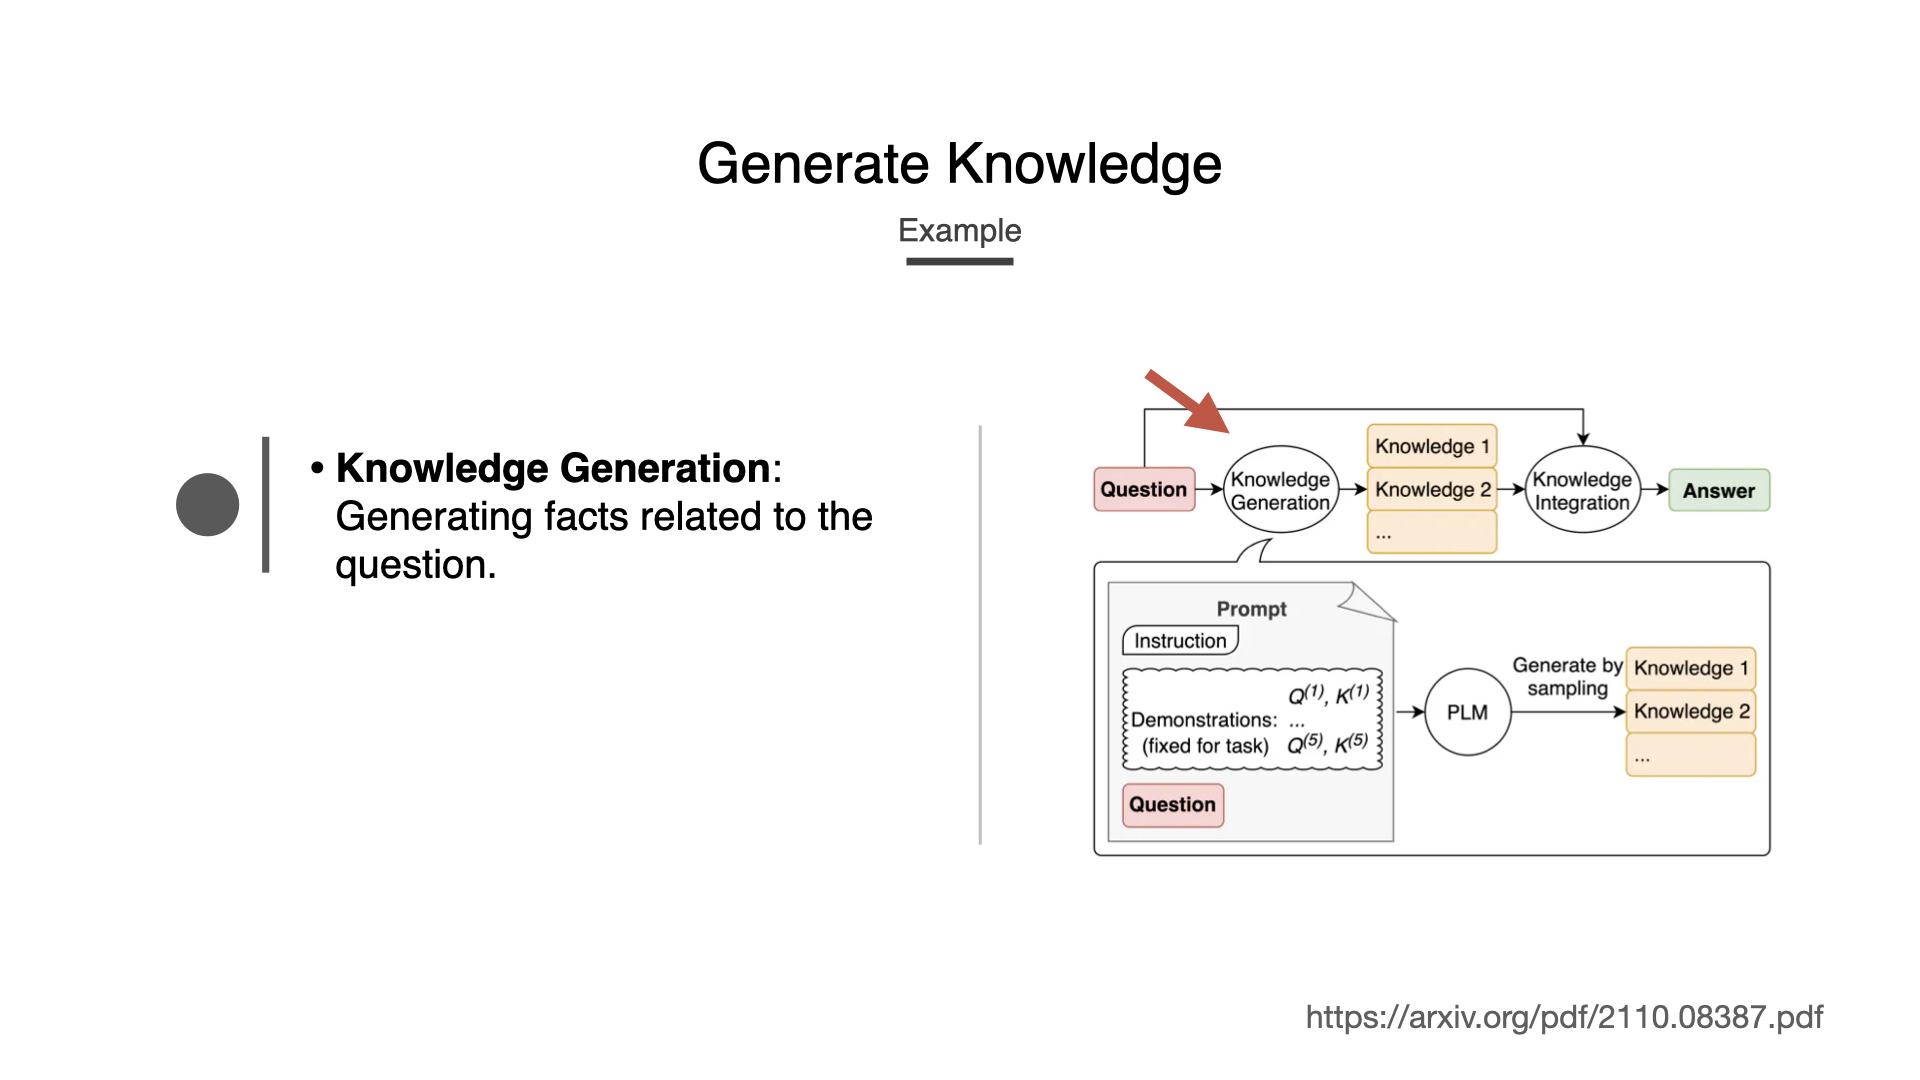 Generate Knowledge
Example
• Knowledge Generation:
Generating facts related to the
question.
Question
Knowledge
Generation
Knowledge 1
Knowledge 2
...
Knowledge
Integration
Answer
Prompt
Instruction
Q(1), K(1)
Demonstrations: ...
(fixed for task) Q(5), K(5)
Question
PLM
Generate by
sampling
Knowledge 1
Knowledge 2
...
https://arxiv.org/pdf/2110.08387.pdf